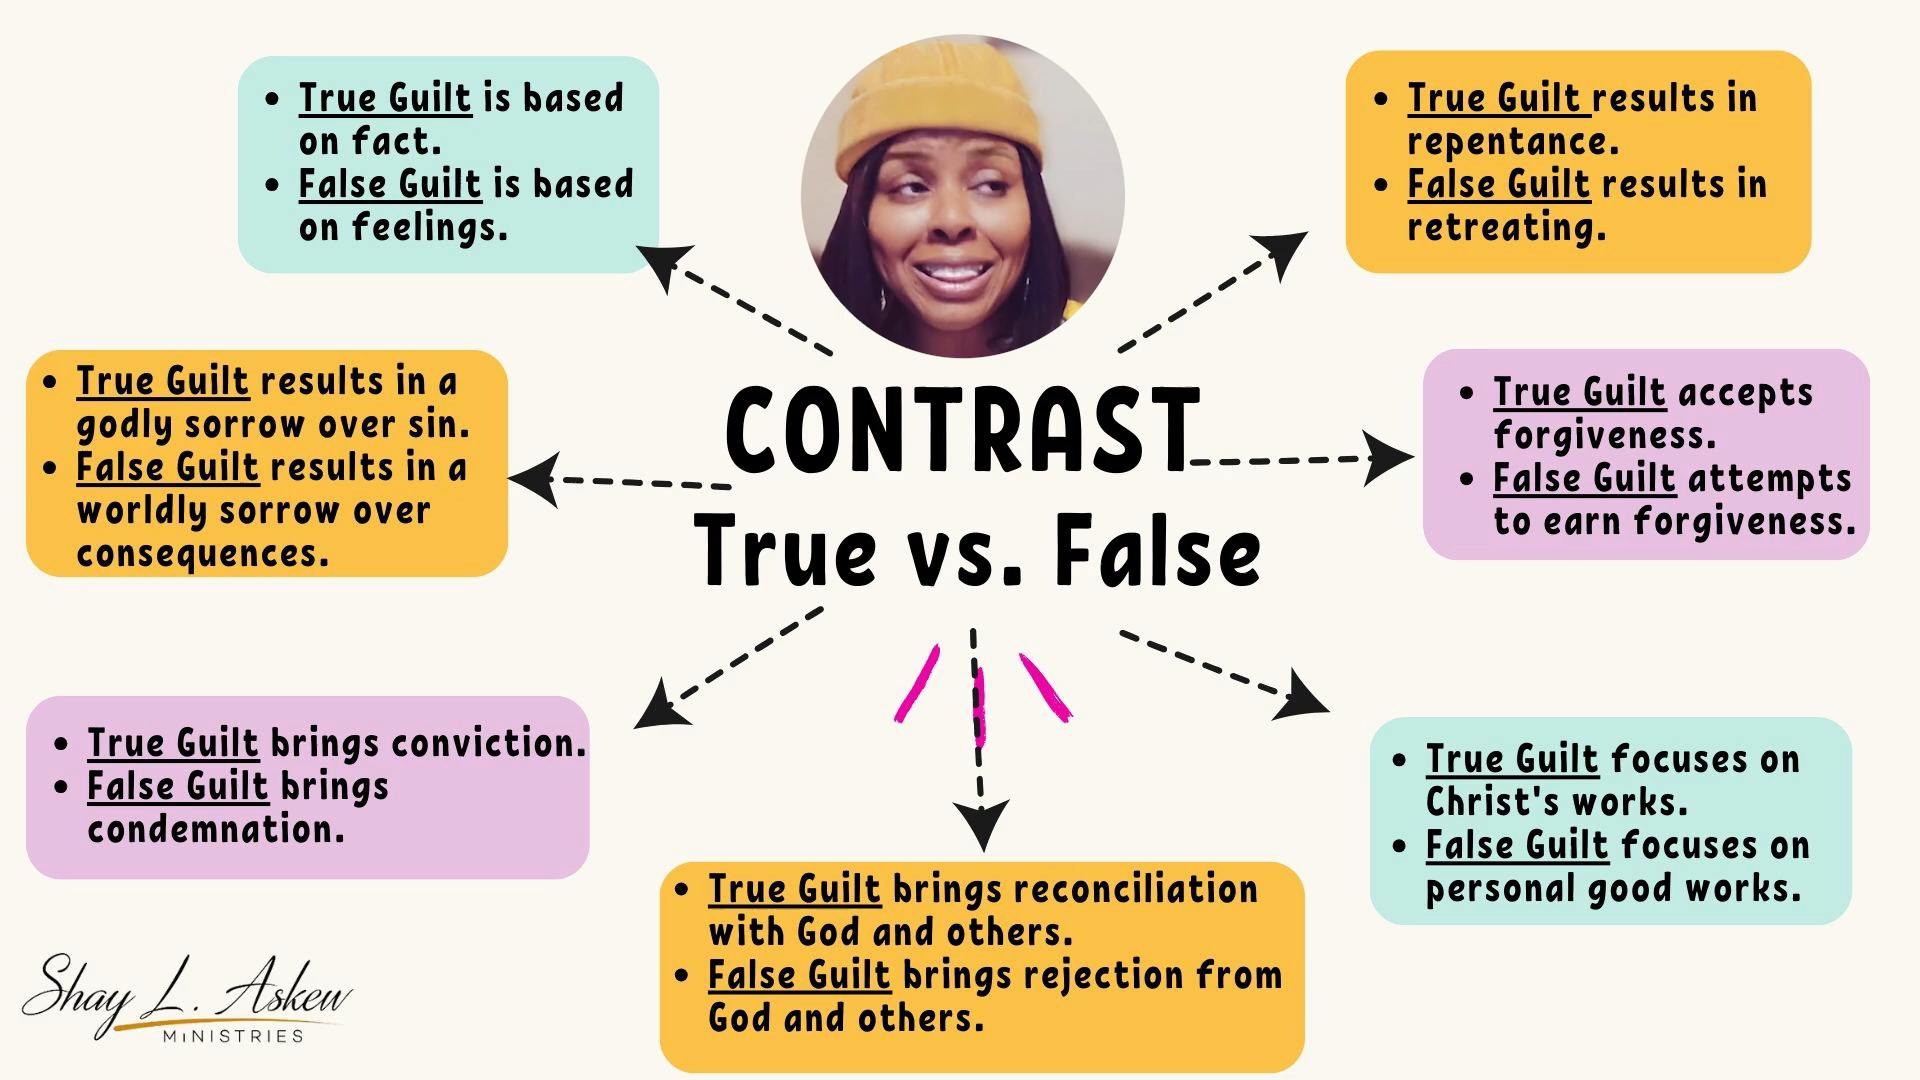 • True Guilt is based
on fact.
• False Guilt is based
on feelings.
• True Guilt results in
repentance.
• False Guilt results in
retreating.
• True Guilt results in a
godly sorrow over sin.
• False Guilt results in a
worldly sorrow over
consequences.
CONTRAST
True vs. False
• True Guilt accepts
forgiveness.
• False Guilt attempts
to earn forgiveness.
• True Guilt brings conviction.
• False Guilt brings
condemnation.
• True Guilt focuses on
Christ's works.
• False Guilt focuses on
personal good works.
• True Guilt brings reconciliation
with God and others.
• False Guilt brings rejection from
God and others.
Shay L. Askew
MINISTRIES